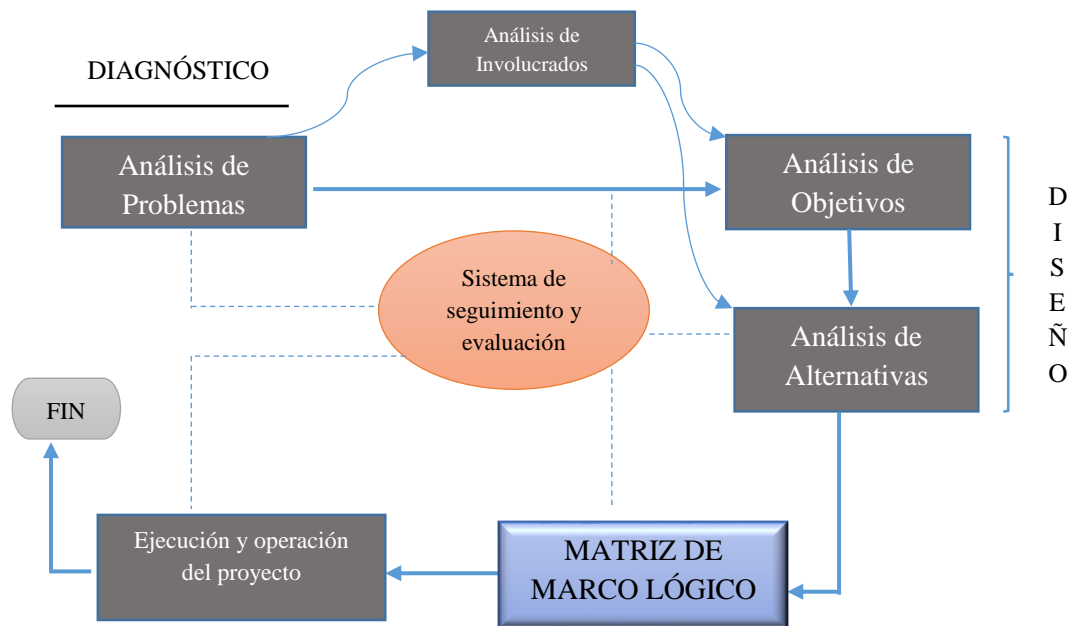 Análisis de
Involucrados
DIAGNÓSTICO
Análisis de
Problemas
Análisis de
Objetivos
D
I
S
E
Ñ
O
Sistema de
seguimiento y
evaluación
Análisis de
Alternativas
FIN
Ejecución y operación
del proyecto
MATRIZ DE
MARCO LÓGICO